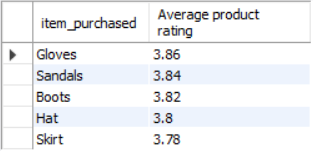 item_purchased Average product
rating
Gloves 3.86
Sandals 3.84
Boots 3.82
Hat 3.8
Skirt 3.78